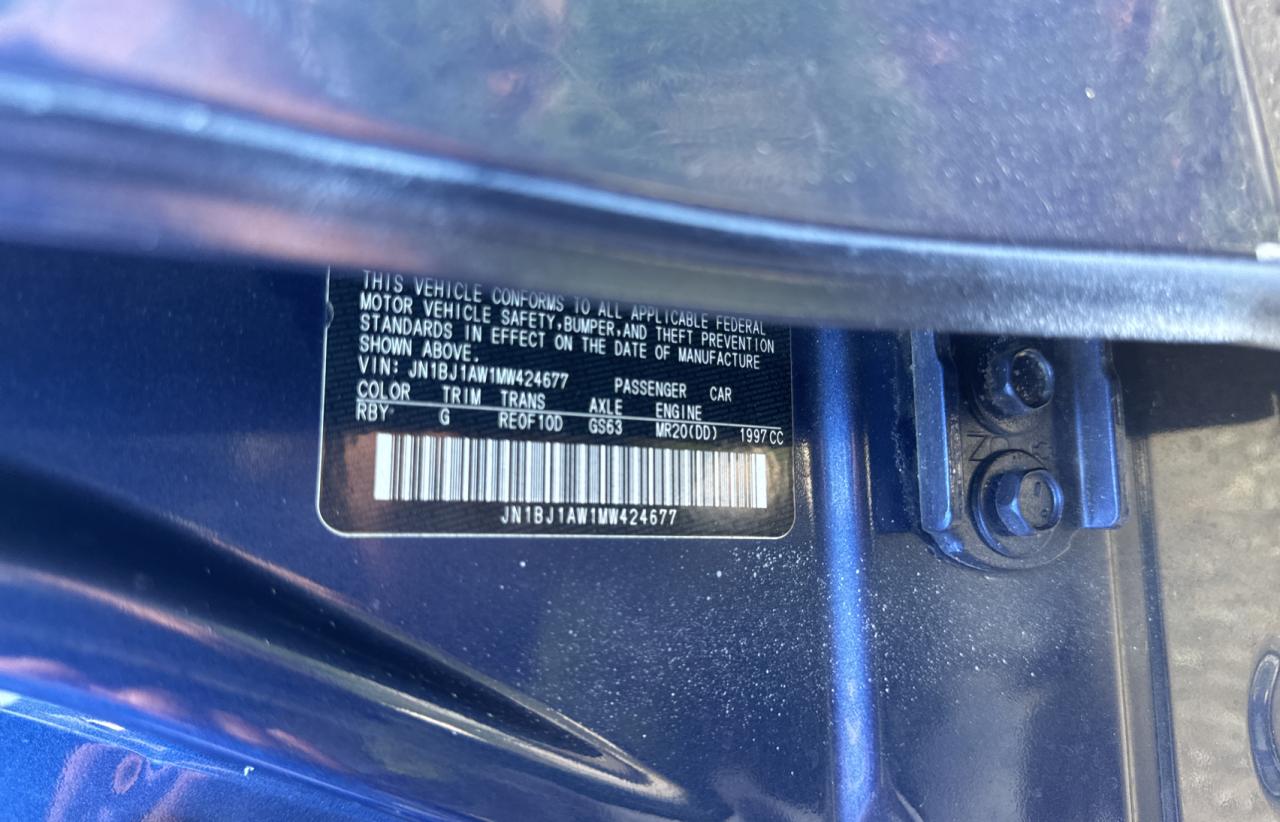 THIS VEHICLE CONFORMS TO ALL APPLICABLE FEDERAL
MOTOR VEHICLE SAFETY,BUMPER,AND THEFT PREVENTION
STANDARDS IN EFFECT ON THE DATE OF MANUFACTURE
SHOWN ABOVE.
VIN: JN1BJ1AW1MW424677 PASSENGER CAR
COLOR TRIM TRANS AXLE ENGINE
RBY G RE0F10D GS63 MR20(DD) 1997CC
JN1BJ1AW1MW424677